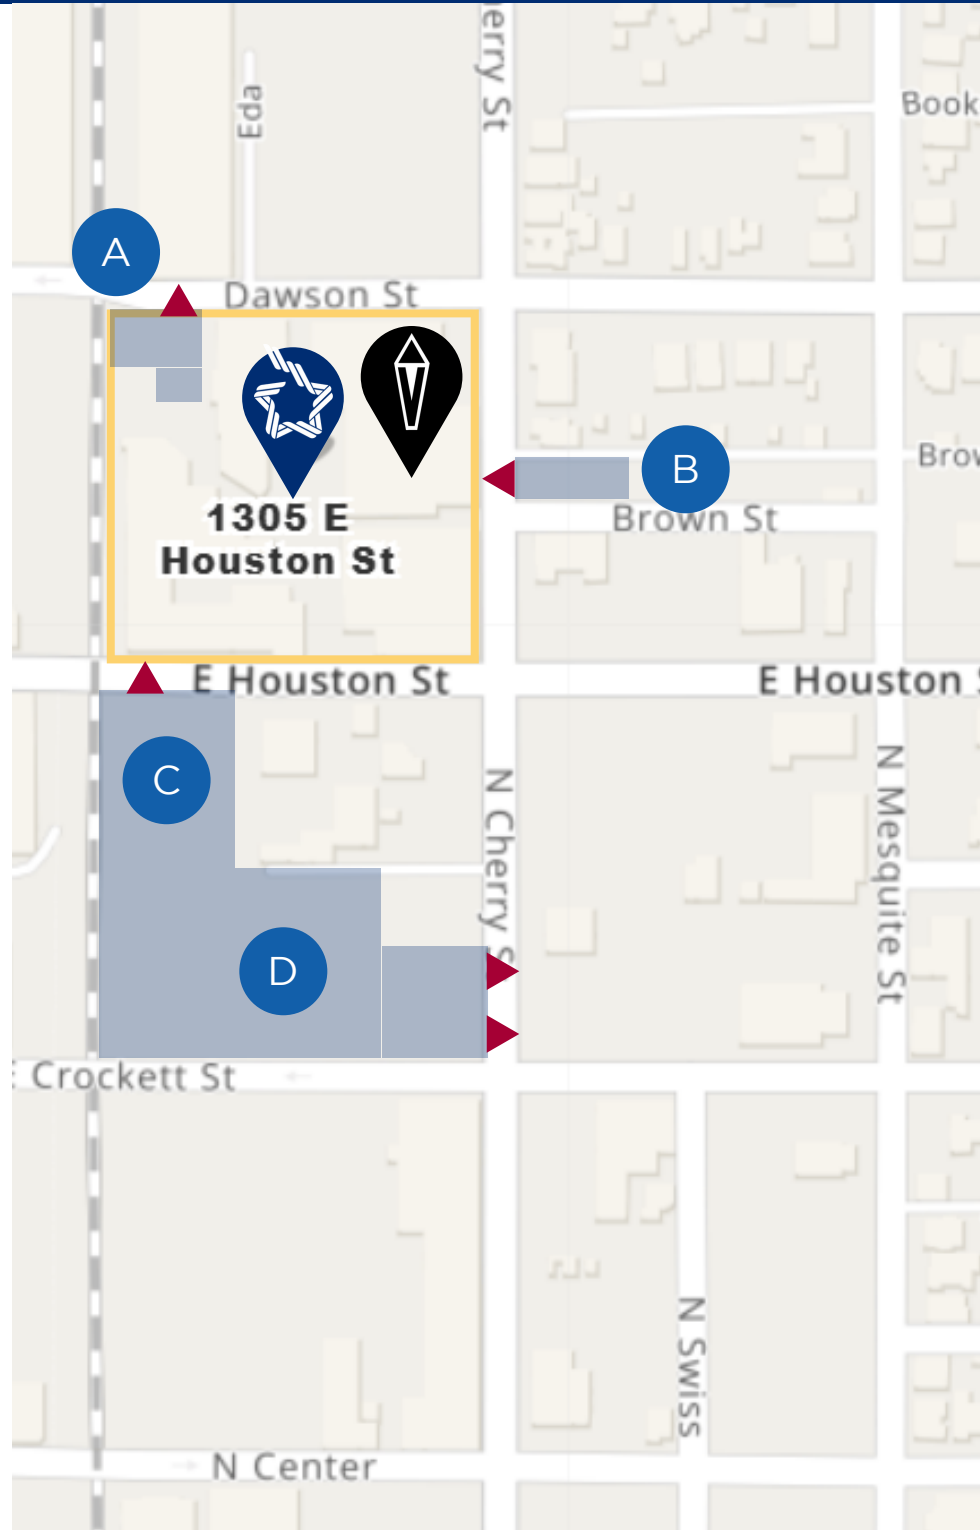 erry St
Eda
Book
A
Dawson St
B
Brow
1305 E
Houston St
Brown St
E Houston St
E Houston S
C
N Cherry S
N Mesquite St
D
E Crockett St
N Swiss
N Center